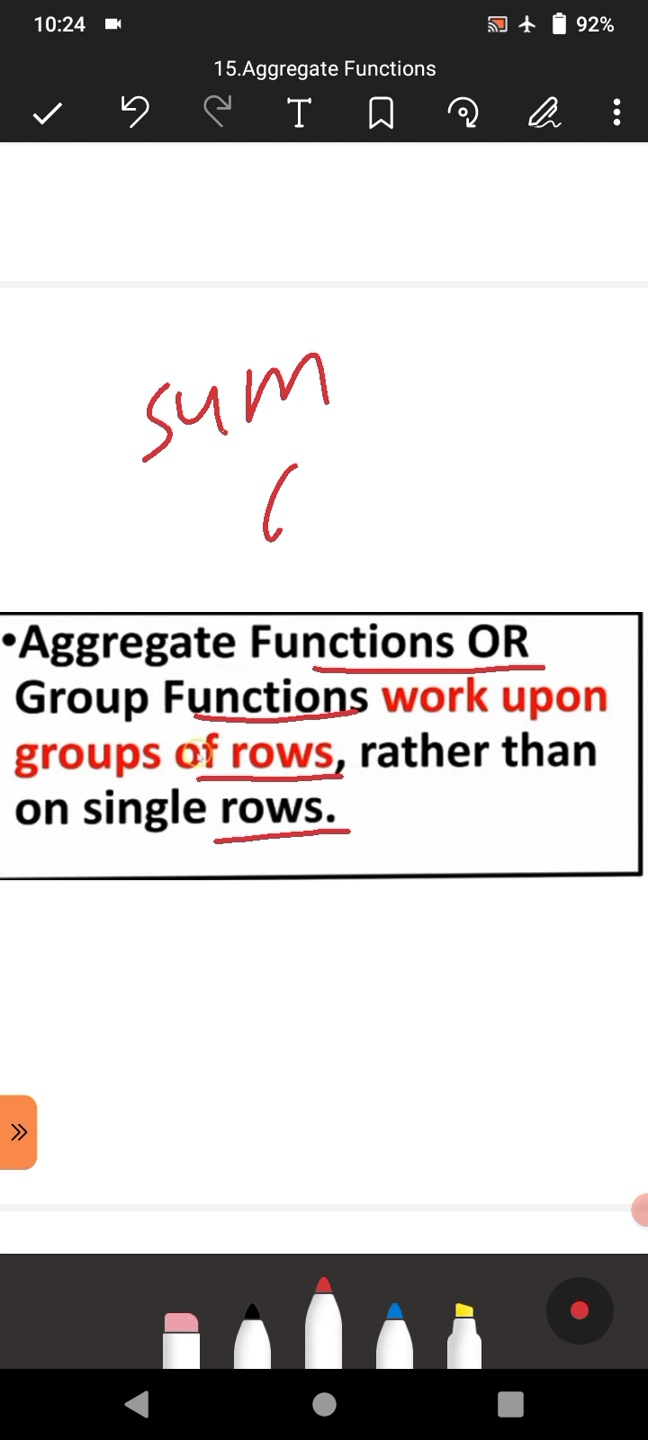 10:24
92%
15.Aggregate Functions
T
sum
(
•Aggregate Functions OR
Group Functions work upon
groups of rows, rather than
on single rows.